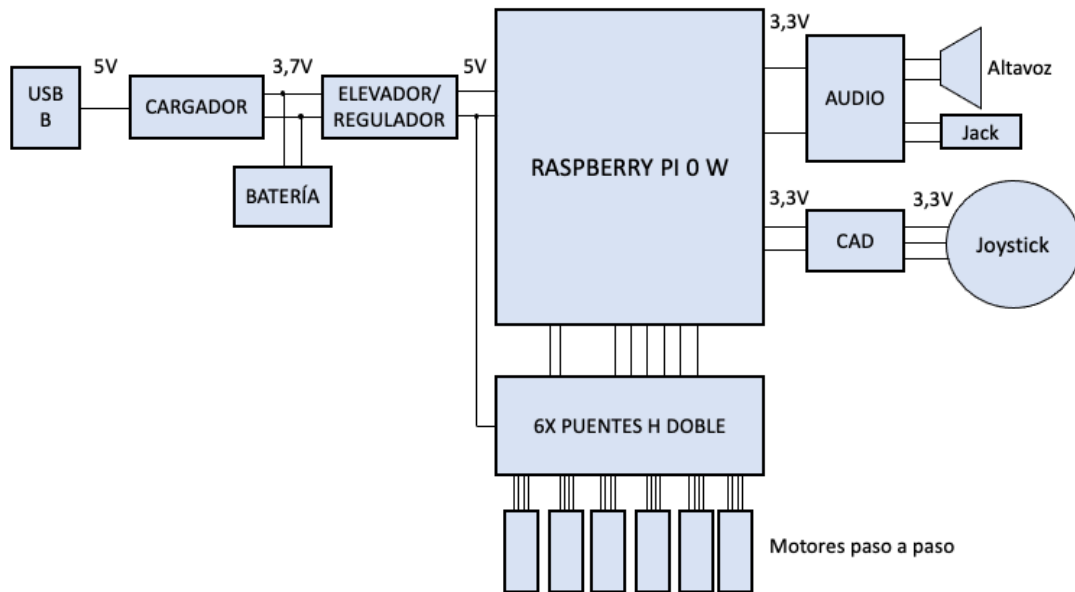 USB
B
5V
CARGADOR
3,7V
BATERÍA
ELEVADOR/
REGULADOR
5V
RASPBERRY PI 0 W
3,3V
AUDIO
Altavoz
Jack
3,3V
CAD
3,3V
Joystick
6X PUENTES H DOBLE
Motores paso a paso